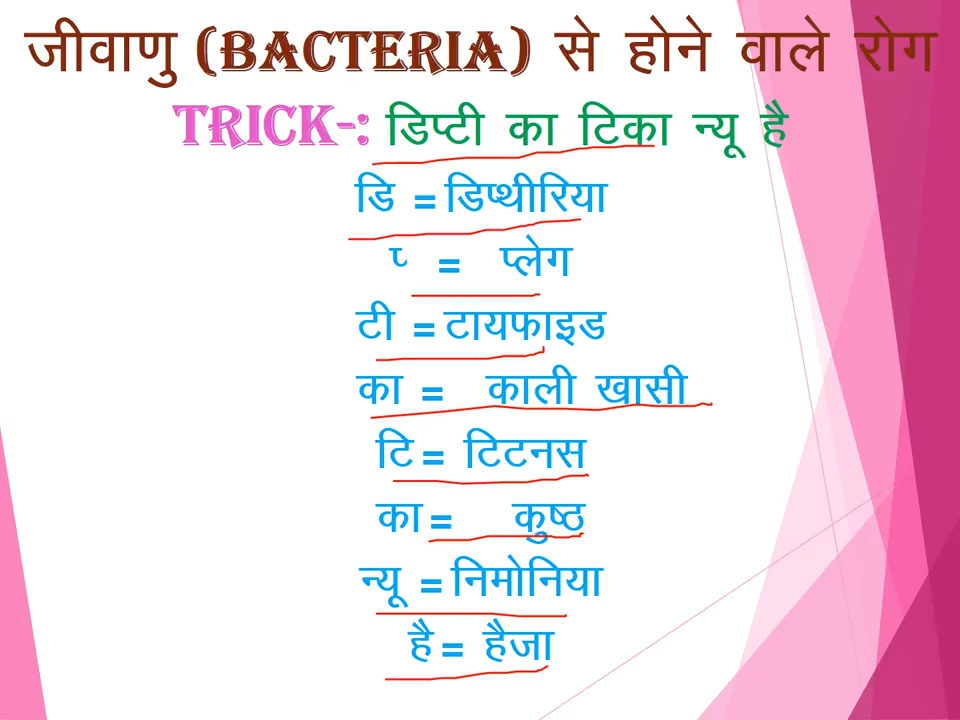 जीवाणु (BACTERIA) से होने वाले रोग
TRICK-: डिप्टी का टिका न्यू है
डि = डिप्थीरिया
प् = प्लेग
टी = टायफाइड
का = काली खासी
टि = टिटनस
का = कुष्ठ
न्यू = निमोनिया
है = हैजा